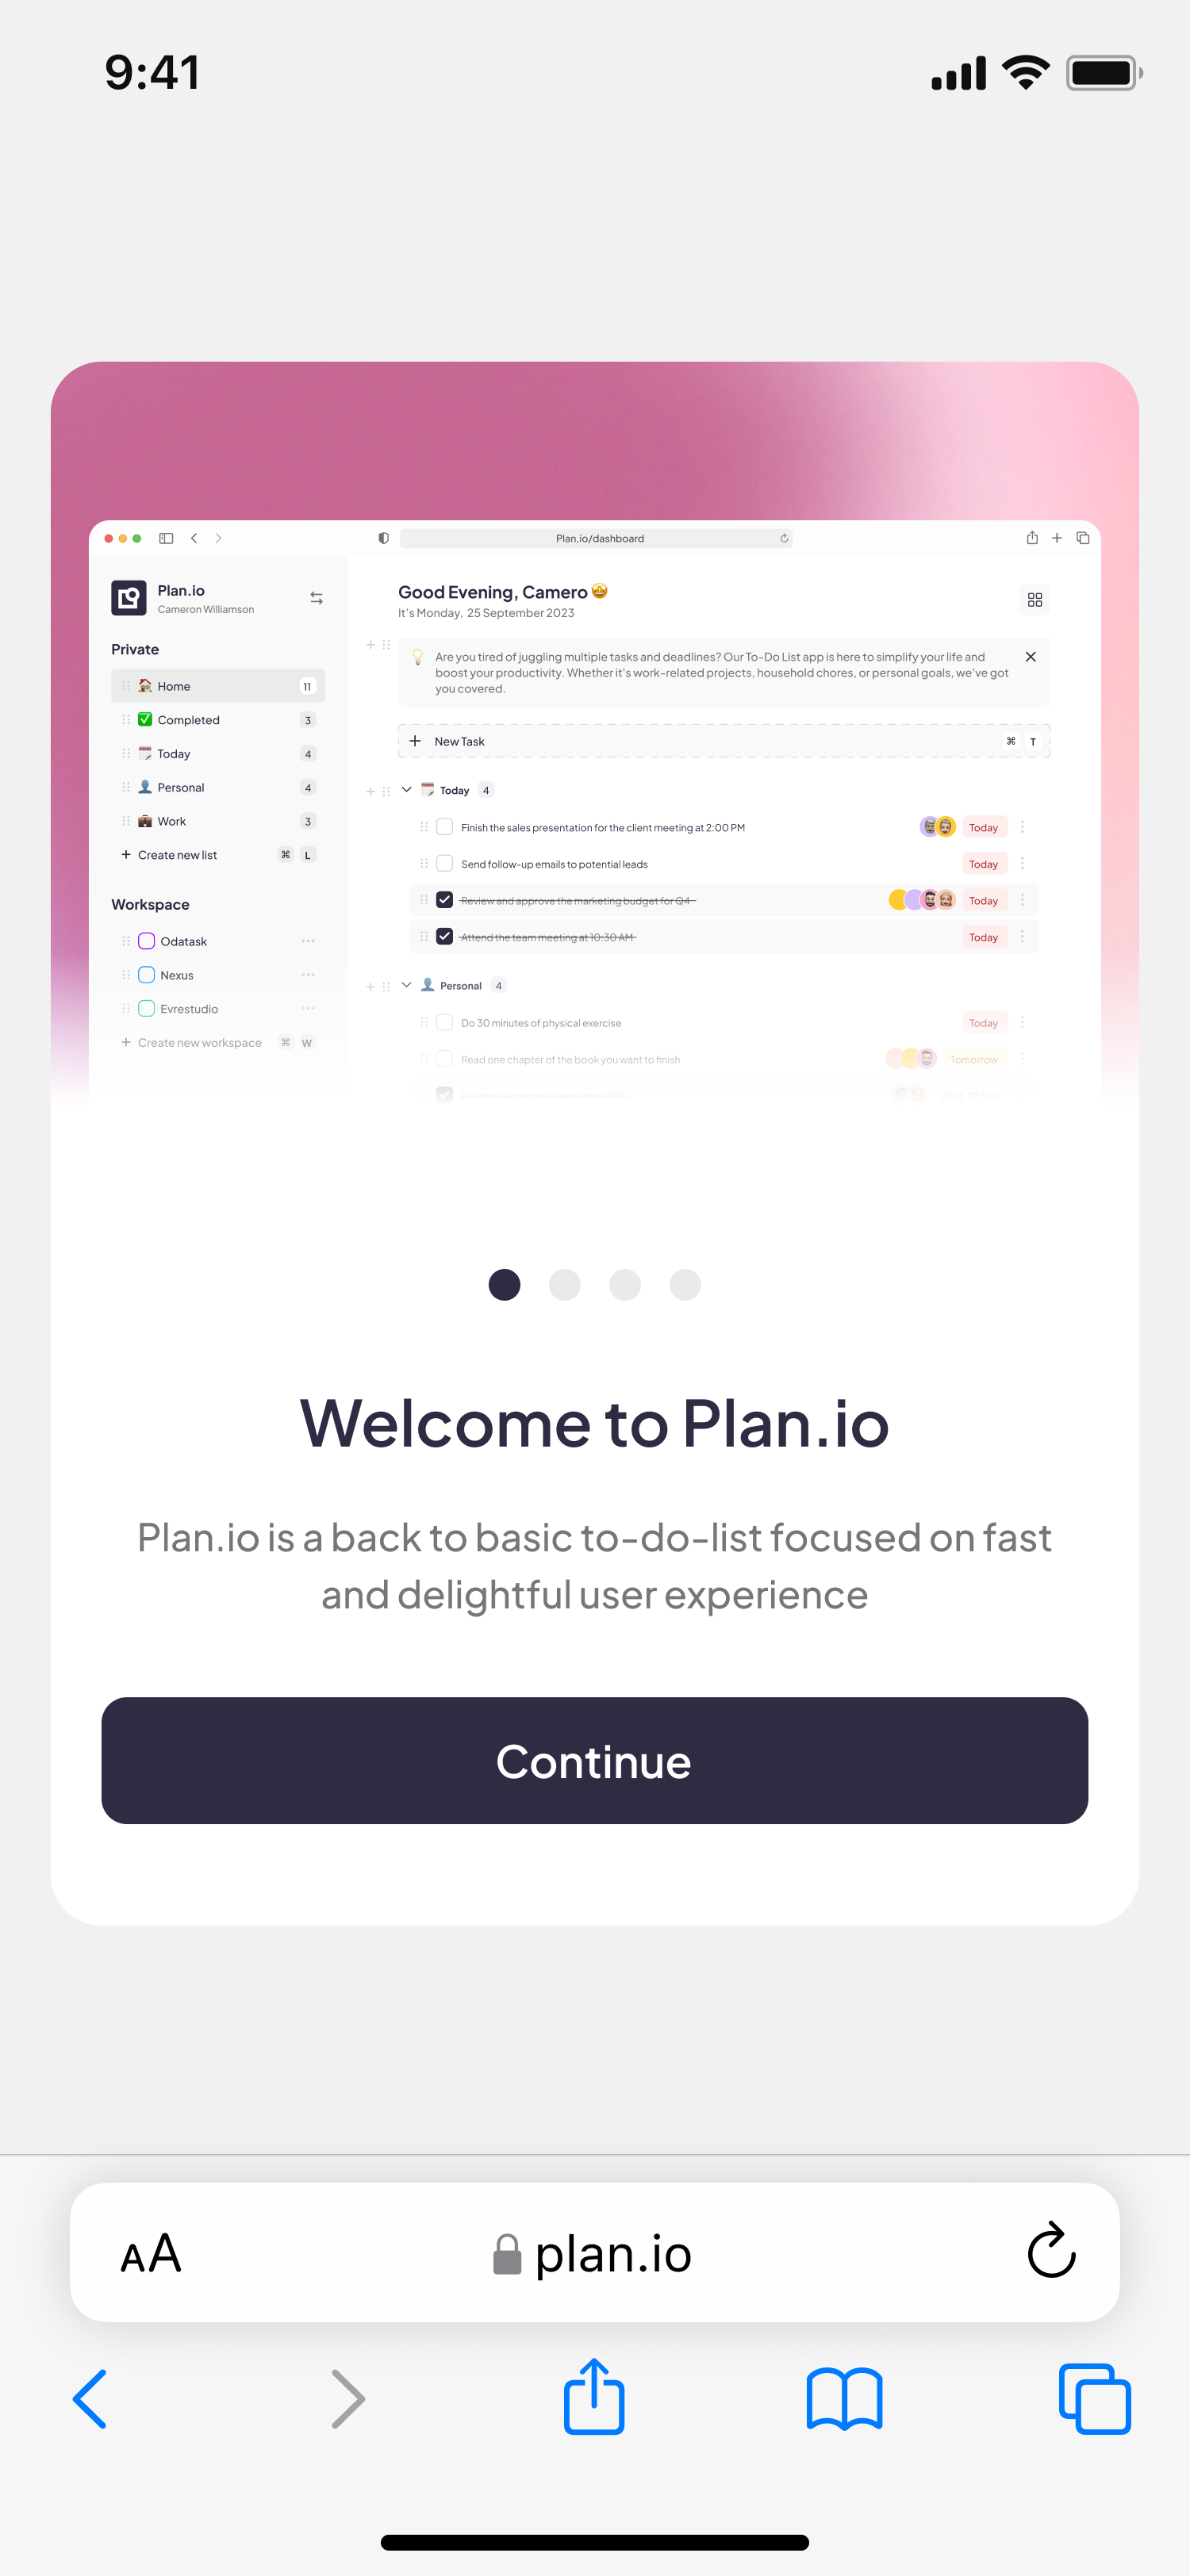 9:41
Plan.io/dashboard
Plan.io
Cameron Williamson
Private
Home 11
Completed 3
Today 4
Personal 4
Work 3
+ Create new list ⌘ L
Workspace
Odatask
Nexus
Evrestudio
+ Create new workspace ⌘ W
Good Evening, Camero🤩
It's Monday, 25 September 2023
Are you tired of juggling multiple tasks and deadlines? Our To-Do List app is here to simplify your life and
boost your productivity. Whether it's work-related projects, household chores, or personal goals, we've got
you covered.
+ New Task ⌘ T
Today 4
Finish the sales presentation for the client meeting at 2:00 PM Today
Send follow-up emails to potential leads Today
Review and approve the marketing budget for Q4 Today
Attend the team meeting at 10:30 AM Today
Personal 4
Do 30 minutes of physical exercise Today
Read one chapter of the book you want to finish Tomorrow
Wed, 27 Sep
Welcome to Plan.io
Plan.io is a back to basic to-do-list focused on fast
and delightful user experience
Continue
AA plan.io